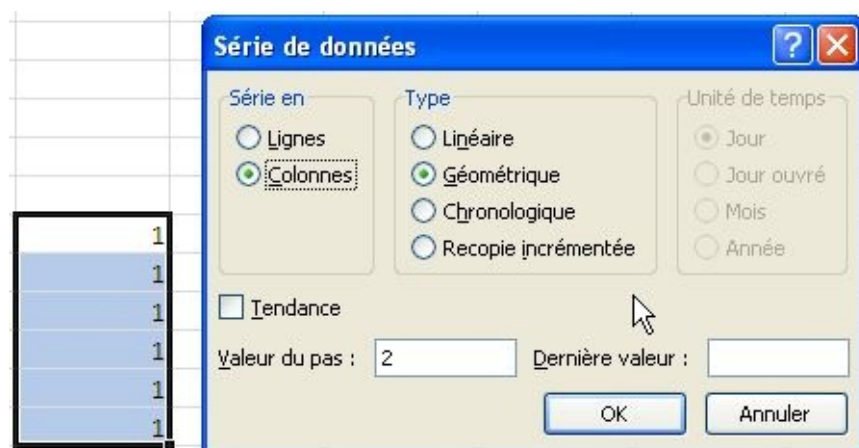 Série de données
Série en
Lignes
Colonnes
Type
Linéaire
Géométrique
Chronologique
Recopie incrémentée
Unité de temps
Jour
Jour ouvré
Mois
Année
1
1
1
1
1
1
Tendance
Valeur du pas : 2
Dernière valeur :
OK
Annuler